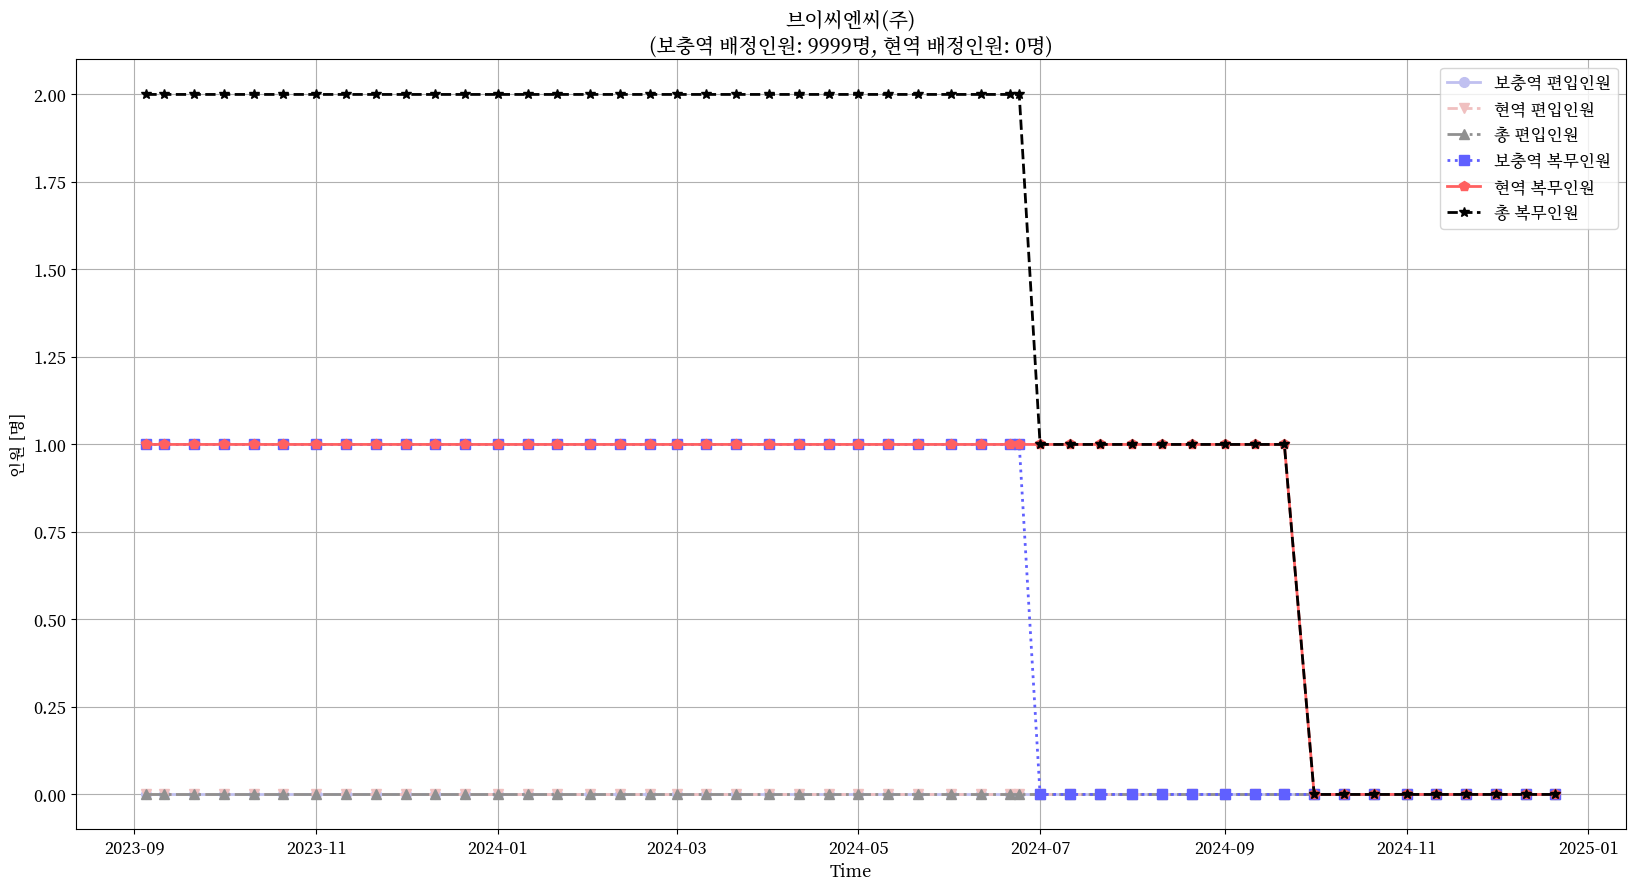 브이씨엔씨(주)
(보충역 배정인원: 9999명, 현역 배정인원: 0명)
보충역 편입인원
현역 편입인원
총 편입인원
보충역 복무인원
현역 복무인원
총 복무인원
2.00
1.75
1.50
1.25
1.00
0.75
0.50
0.25
0.00
인원 [명]
2023-09
2023-11
2024-01
2024-03
2024-05
2024-07
2024-09
2024-11
2025-01
Time